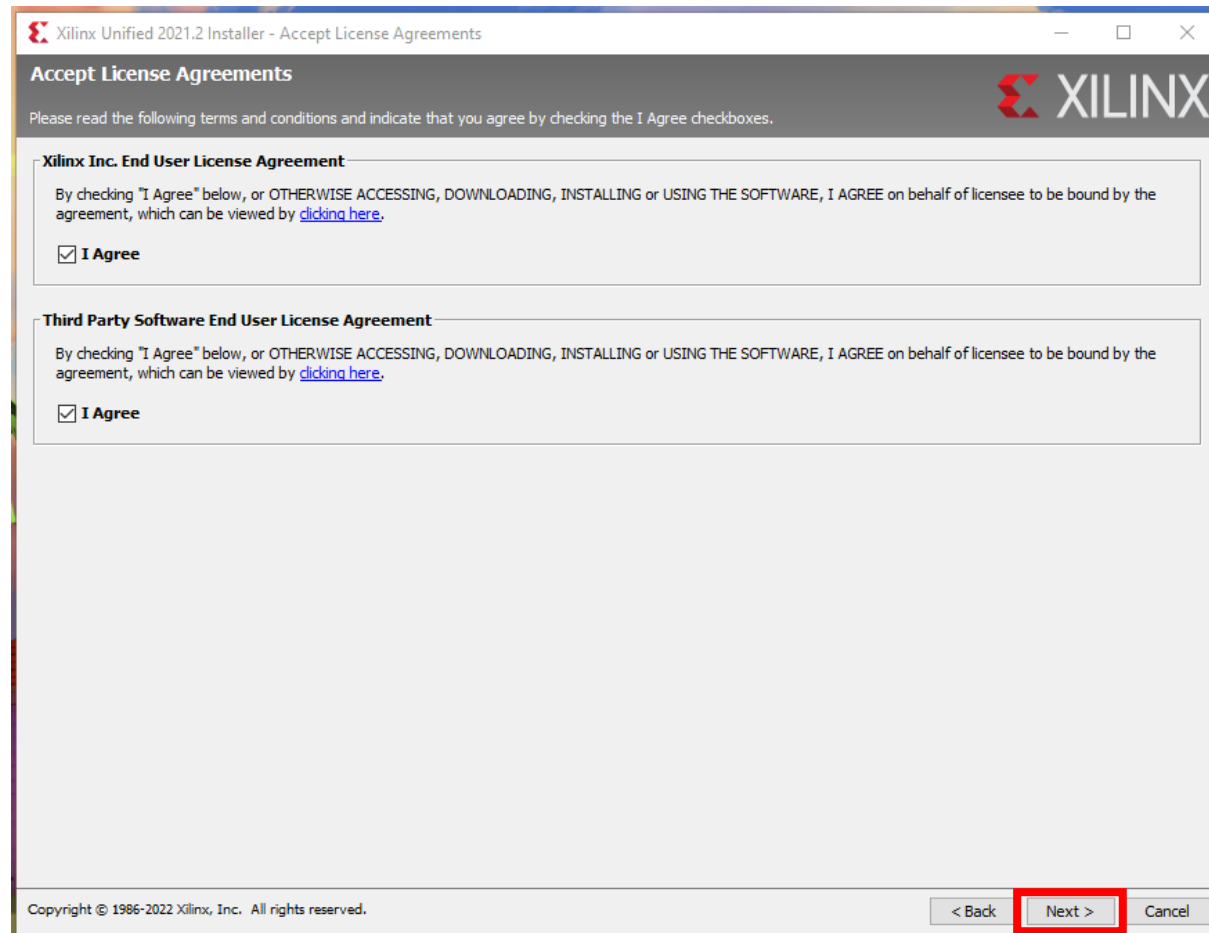 Xilinx Unified 2021.2 Installer - Accept License Agreements
Accept License Agreements
XILINX
Please read the following terms and conditions and indicate that you agree by checking the I Agree checkboxes.
Xilinx Inc. End User License Agreement
By checking "I Agree" below, or OTHERWISE ACCESSING, DOWNLOADING, INSTALLING or USING THE SOFTWARE, I AGREE on behalf of licensee to be bound by the
agreement, which can be viewed by clicking here.
I Agree
Third Party Software End User License Agreement
By checking "I Agree" below, or OTHERWISE ACCESSING, DOWNLOADING, INSTALLING or USING THE SOFTWARE, I AGREE on behalf of licensee to be bound by the
agreement, which can be viewed by clicking here.
I Agree
Copyright © 1986-2022 Xilinx, Inc. All rights reserved.
< Back Next > Cancel